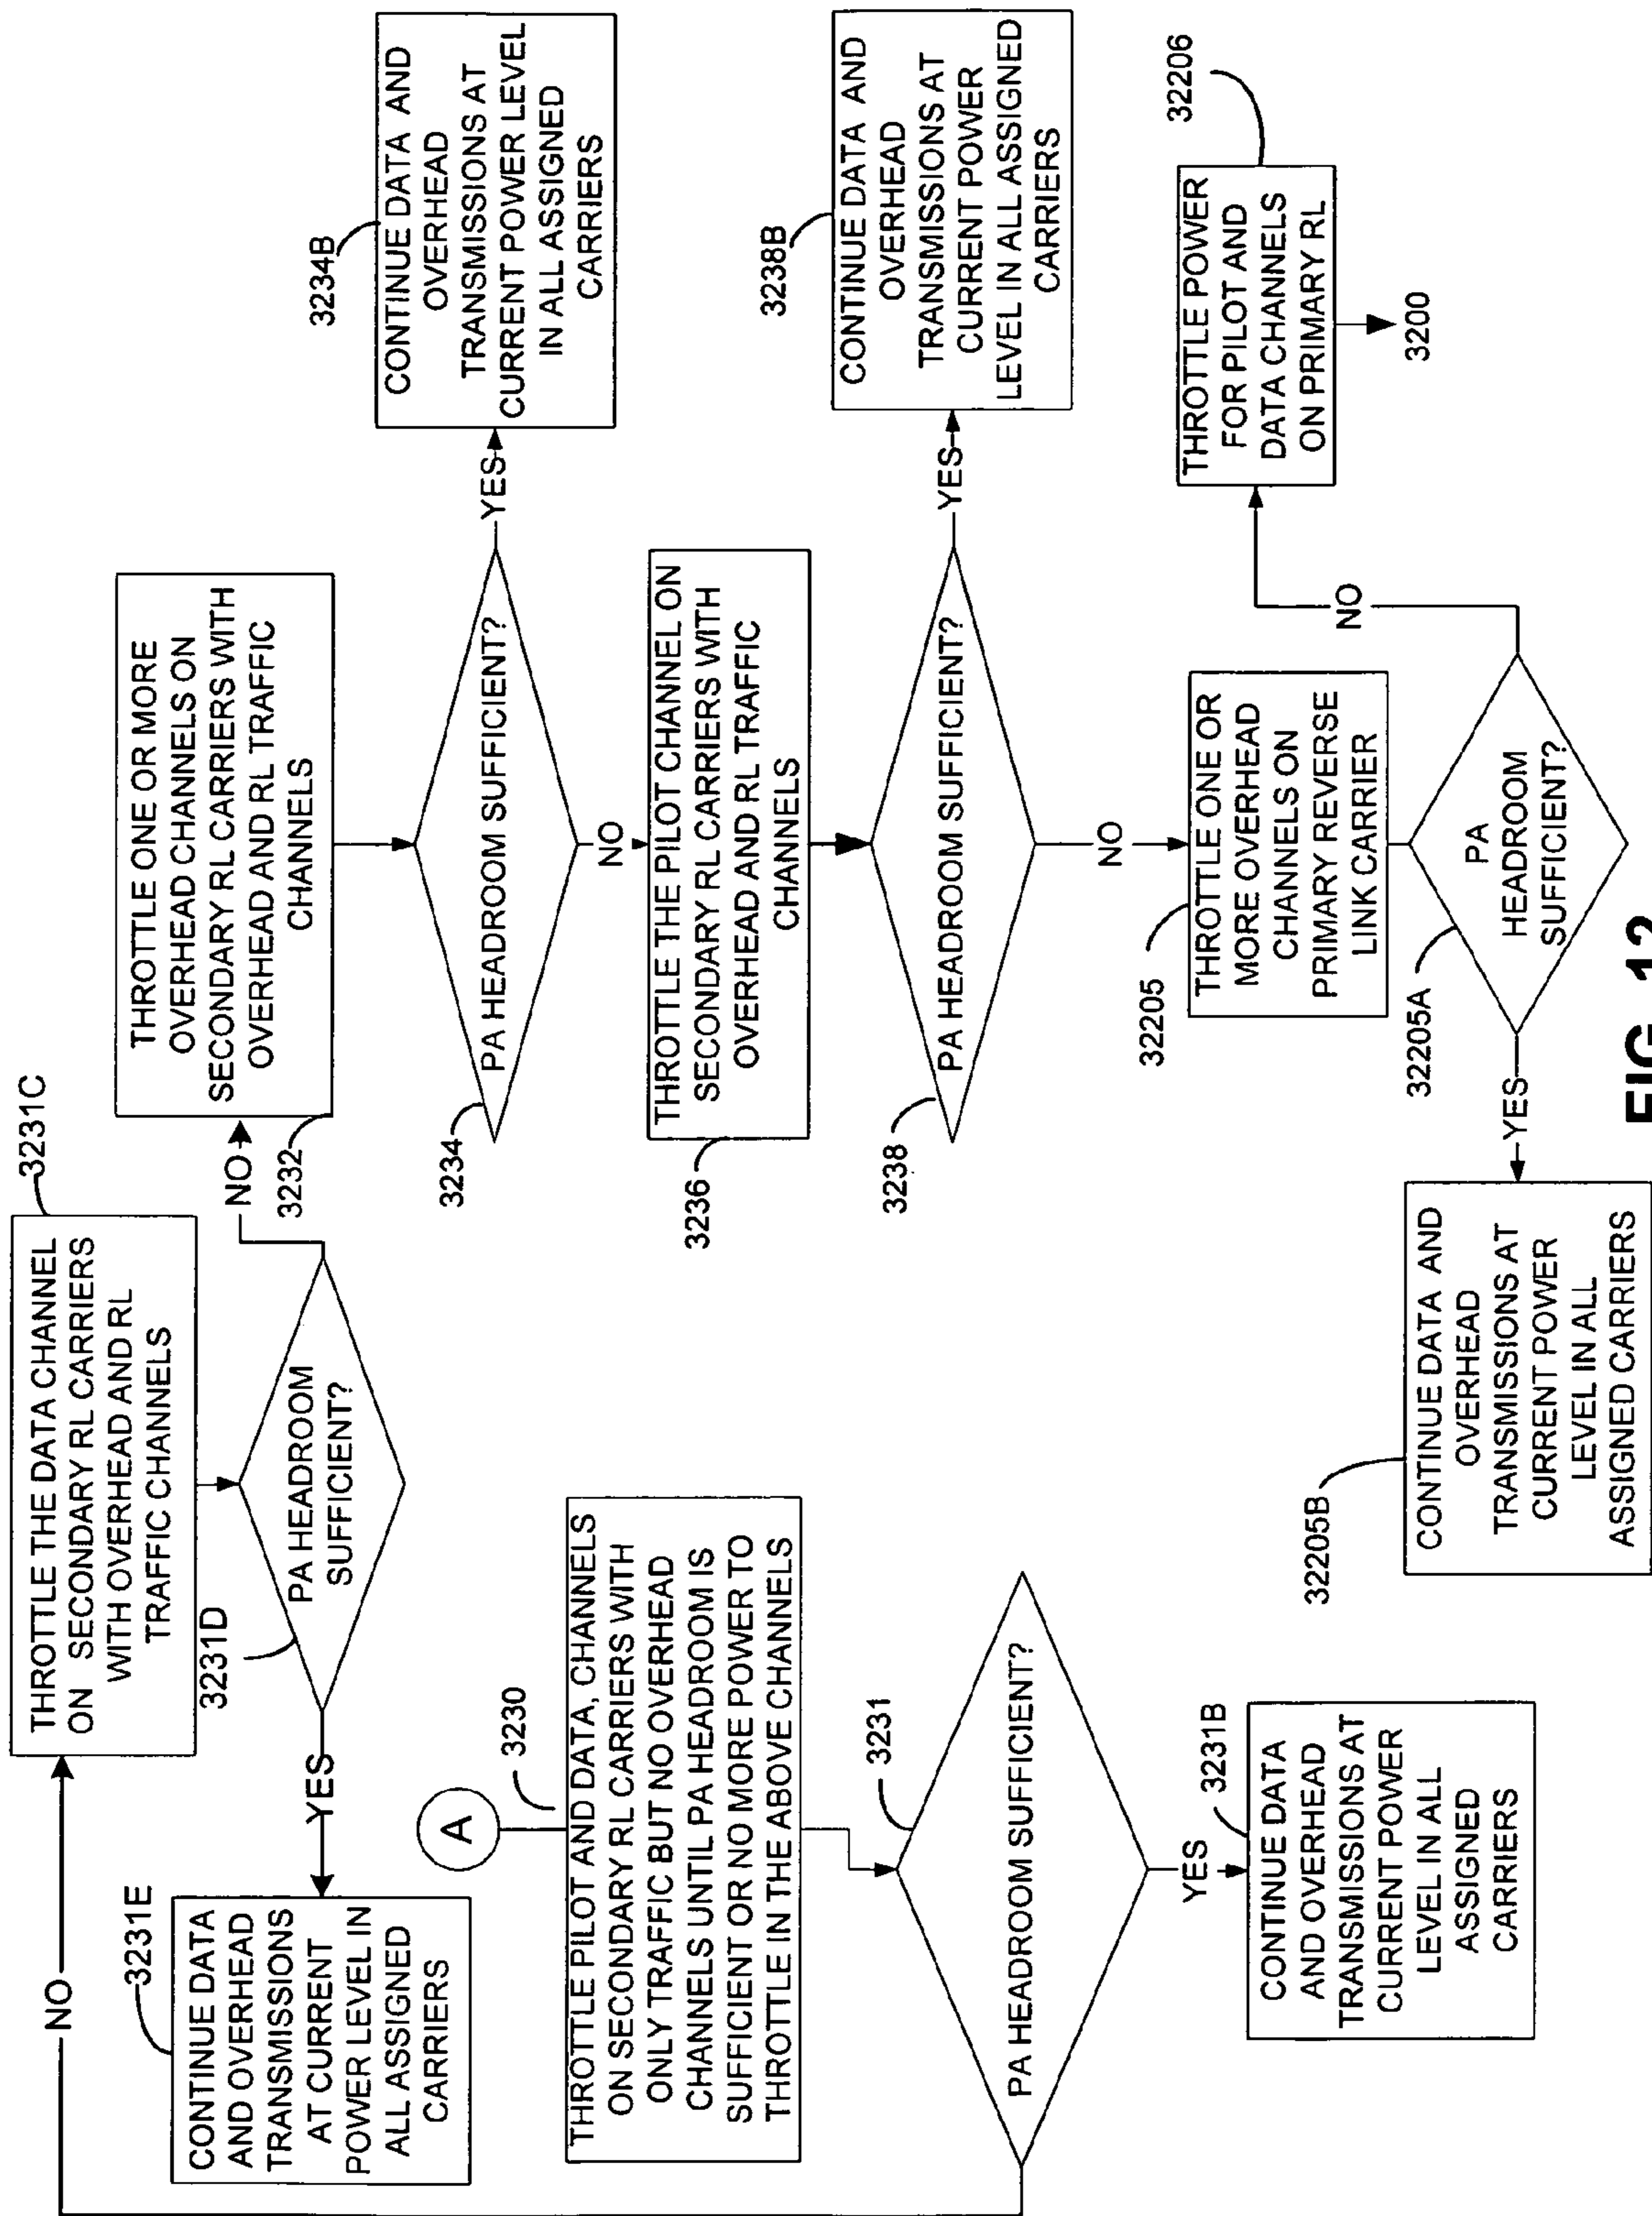 NO
THROTTLE THE DATA CHANNEL
ON SECONDARY RL CARRIERS
WITH OVERHEAD AND RL
TRAFFIC CHANNELS
3231C
3231D
PA HEADROOM
SUFFICIENT?
YES
3231E
CONTINUE DATA
AND OVERHEAD
TRANSMISSIONS
AT CURRENT
POWER LEVEL IN
ALL ASSIGNED
CARRIERS
NO
A
3230
THROTTLE PILOT AND DATA, CHANNELS
ON SECONDARY RL CARRIERS WITH
ONLY TRAFFIC BUT NO OVERHEAD
CHANNELS UNTIL PA HEADROOM IS
SUFFICIENT OR NO MORE POWER TO
THROTTLE IN THE ABOVE CHANNELS
3231
PA HEADROOM SUFFICIENT?
YES
3231B
CONTINUE DATA
AND OVERHEAD
TRANSMISSIONS AT
CURRENT POWER
LEVEL IN ALL
ASSIGNED
CARRIERS
THROTTLE ONE OR MORE
OVERHEAD CHANNELS ON
SECONDARY RL CARRIERS WITH
OVERHEAD AND RL TRAFFIC
CHANNELS
3232
3234
PA HEADROOM SUFFICIENT?
YES
3234B
CONTINUE DATA AND
OVERHEAD
TRANSMISSIONS AT
CURRENT POWER LEVEL
IN ALL ASSIGNED
CARRIERS
NO
THROTTLE THE PILOT CHANNEL ON
SECONDARY RL CARRIERS WITH
OVERHEAD AND RL TRAFFIC
CHANNELS
3236
3238
PA HEADROOM SUFFICIENT?
YES
3238B
CONTINUE DATA AND
OVERHEAD
TRANSMISSIONS AT
CURRENT POWER
LEVEL IN ALL ASSIGNED
CARRIERS
NO
32205
THROTTLE ONE OR
MORE OVERHEAD
CHANNELS ON
PRIMARY REVERSE
LINK CARRIER
32205A
PA
HEADROOM
SUFFICIENT?
YES
32205B
CONTINUE DATA AND
OVERHEAD
TRANSMISSIONS AT
CURRENT POWER
LEVEL IN ALL
ASSIGNED CARRIERS
NO
THROTTLE POWER
FOR PILOT AND
DATA CHANNELS
ON PRIMARY RL
32206
3200